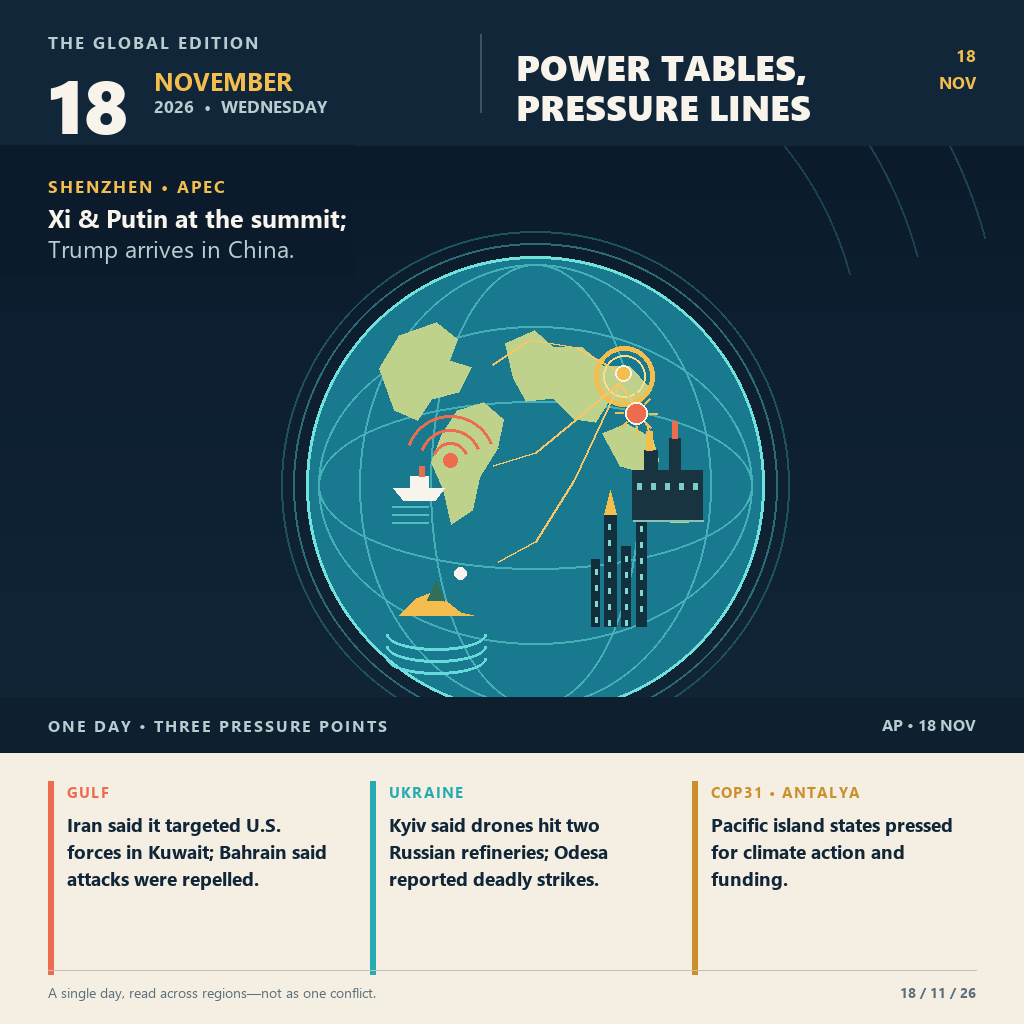 THE GLOBAL EDITION
18
NOVEMBER
2026 • WEDNESDAY
POWER TABLES,
PRESSURE LINES
18
NOV
SHENZHEN • APEC
Xi & Putin at the summit;
Trump arrives in China.
ONE DAY • THREE PRESSURE POINTS
AP • 18 NOV
GULF
Iran said it targeted U.S.
forces in Kuwait; Bahrain said
attacks were repelled.
UKRAINE
Kyiv said drones hit two
Russian refineries; Odesa
reported deadly strikes.
COP31 • ANTALYA
Pacific island states pressed
for climate action and
funding.
A single day, read across regions—not as one conflict.
18 / 11 / 26